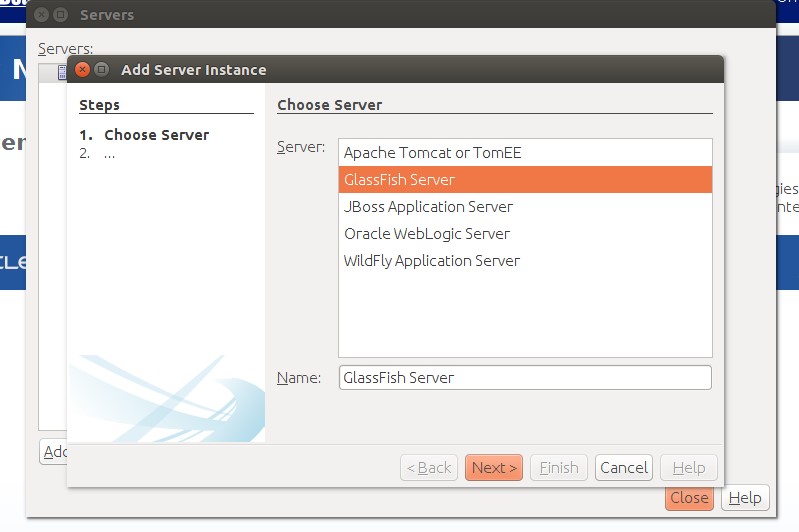 Servers
Servers:
Add Server Instance
Steps
Choose Server
1. Choose Server
2. ...
Server:
Apache Tomcat or TomEE
GlassFish Server
JBoss Application Server
Oracle WebLogic Server
WildFly Application Server
Name: GlassFish Server
< Back Next > Finish Cancel Help
Close Help